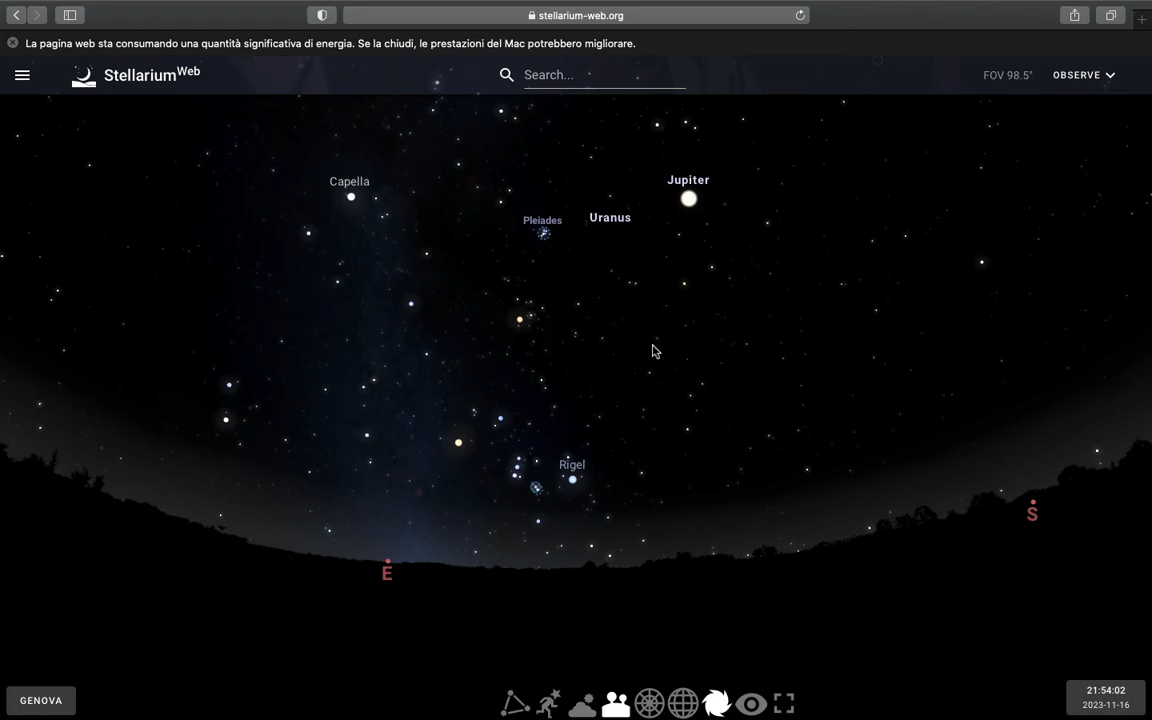 stellarium-web.org
La pagina web sta consumando una quantità significativa di energia. Se la chiudi, le prestazioni del Mac potrebbero migliorare.
StellariumWeb
Search...
FOV 98.5°
OBSERVE
Capella
Jupiter
Pleiades
Uranus
Rigel
S
E
GENOVA
21:54:02
2023-11-16